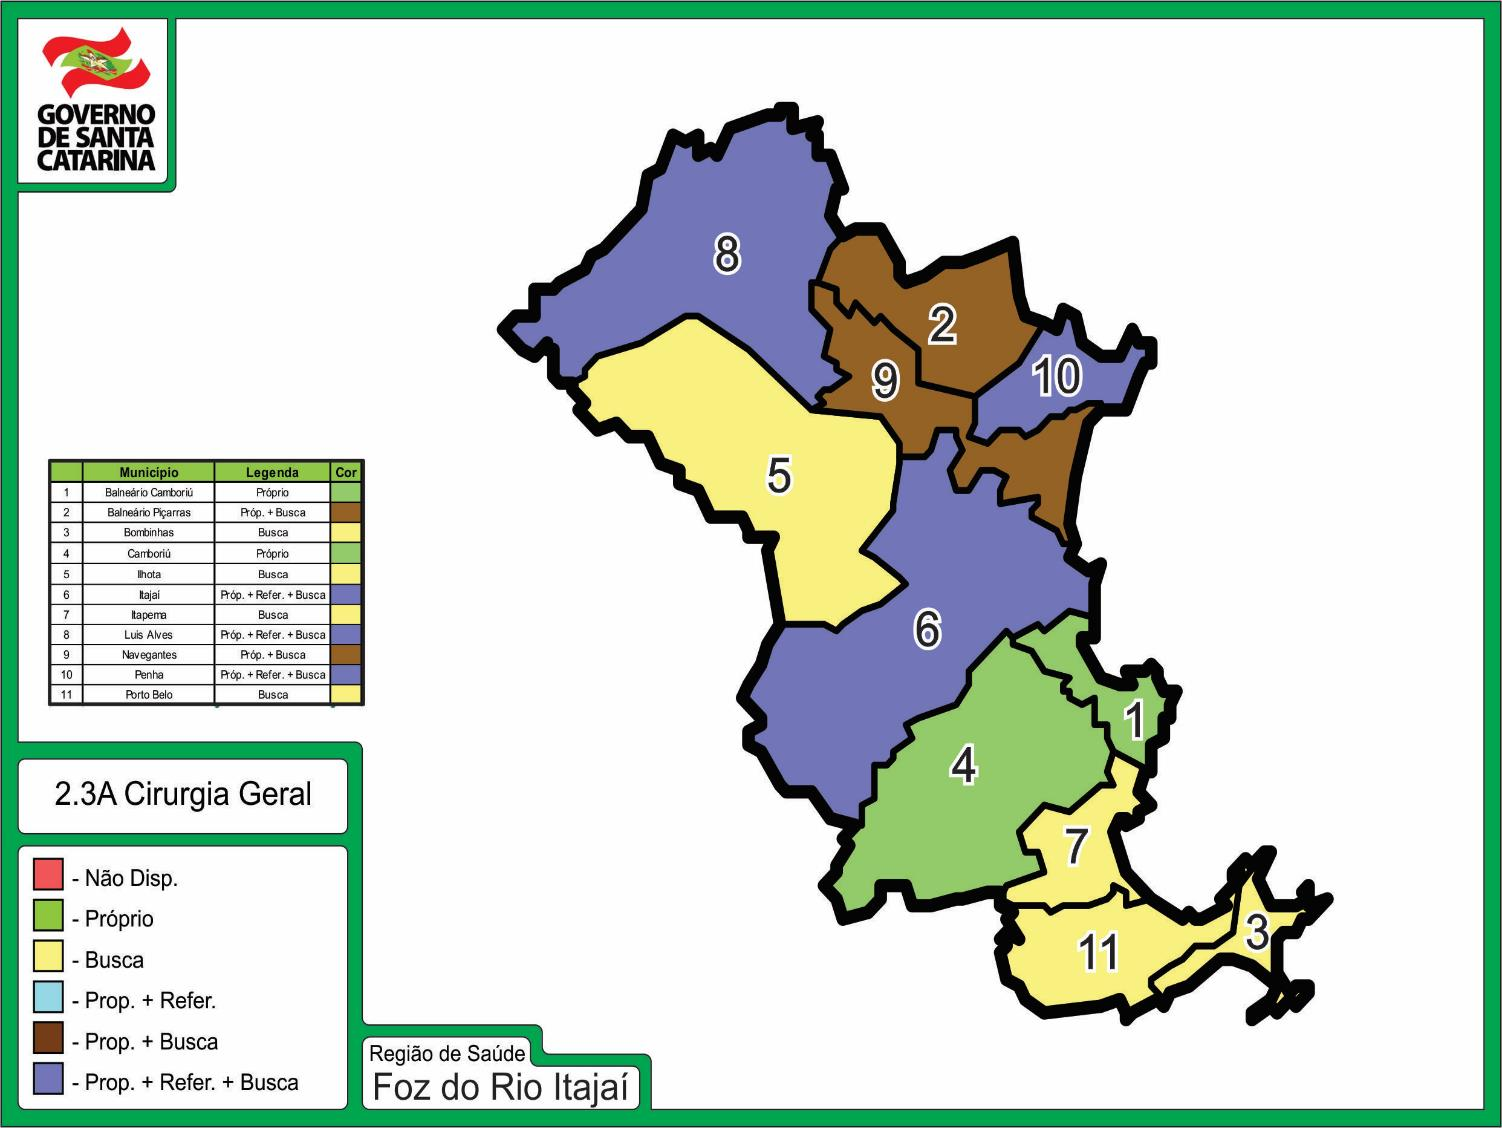 GOVERNO
DE SANTA
CATARINA
8
2
10
9
5
6
1
4
7
3
11
Município Legenda Cor
1 Balneário Camboriú Próprio
2 Balneário Piçarras Próp. + Busca
3 Bombinhas Busca
4 Camboriú Próprio
5 Ilhota Busca
6 Itajaí Próp. + Refer. + Busca
7 Itapema Busca
8 Luis Alves Próp. + Refer. + Busca
9 Navegantes Próp. + Busca
10 Penha Próp. + Refer. + Busca
11 Porto Belo Busca
2.3A Cirurgia Geral
- Não Disp.
- Próprio
- Busca
- Prop. + Refer.
- Prop. + Busca
- Prop. + Refer. + Busca
Região de Saúde
Foz do Rio Itajaí